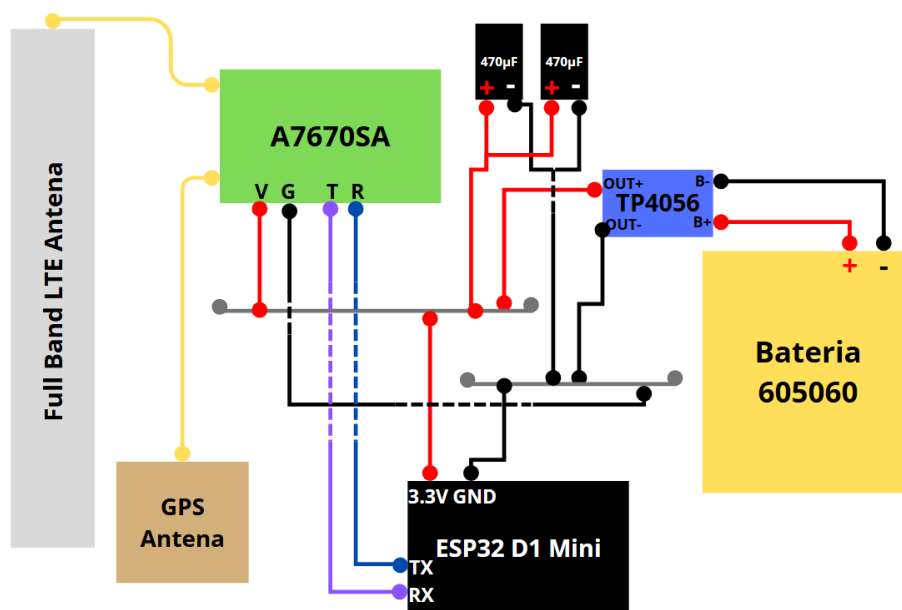 Full Band LTE Antena
A7670SA
V G T R
470µF
+ -
470µF
+ -
OUT+
B-
TP4056
OUT-
B+
+ -
Bateria
605060
GPS
Antena
3.3V GND
ESP32 D1 Mini
TX
RX